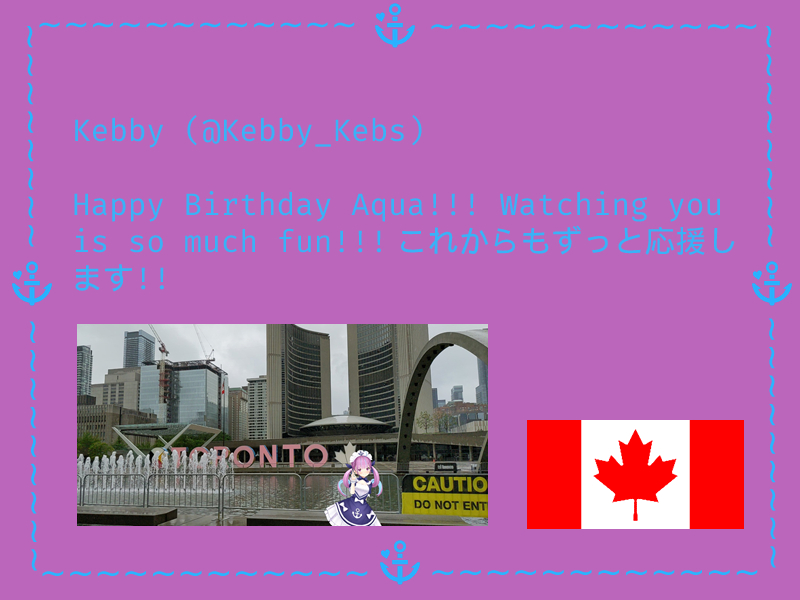 Kebby (@Kebby_Kebs)
Happy Birthday Aqua!!! Watching you
is so much fun!!! これからもずっと応援し
ます!!
TORONTO
CAUTIO
DO NOT ENT